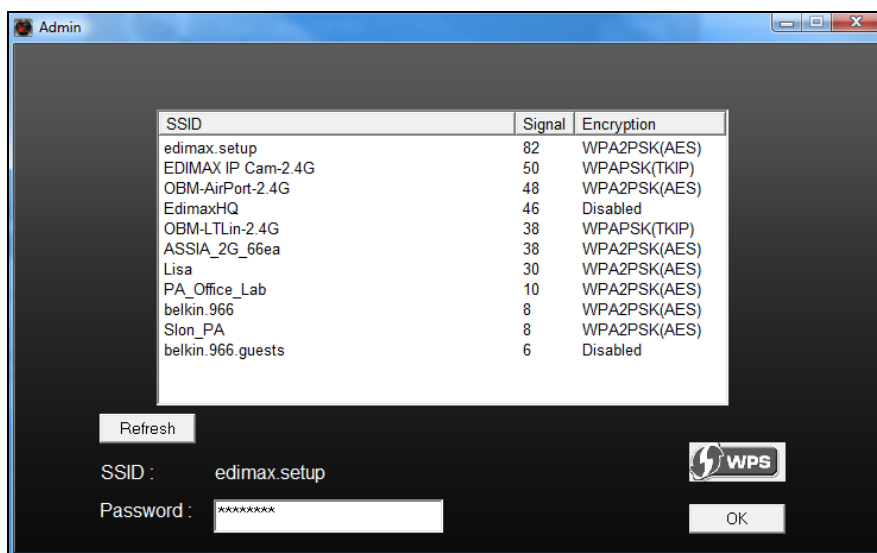 Admin
SSID Signal Encryption
edimax.setup 82 WPA2PSK(AES)
EDIMAX IP Cam-2.4G 50 WPAPSK(TKIP)
OBM-AirPort-2.4G 48 WPA2PSK(AES)
EdimaxHQ 46 Disabled
OBM-LTLin-2.4G 38 WPAPSK(TKIP)
ASSIA_2G_66ea 38 WPA2PSK(AES)
Lisa 30 WPA2PSK(AES)
PA_Office_Lab 10 WPA2PSK(AES)
belkin.966 8 WPA2PSK(AES)
Slon_PA 8 WPA2PSK(AES)
belkin.966.guests 6 Disabled
Refresh
SSID : edimax.setup
WPS
Password : ********
OK